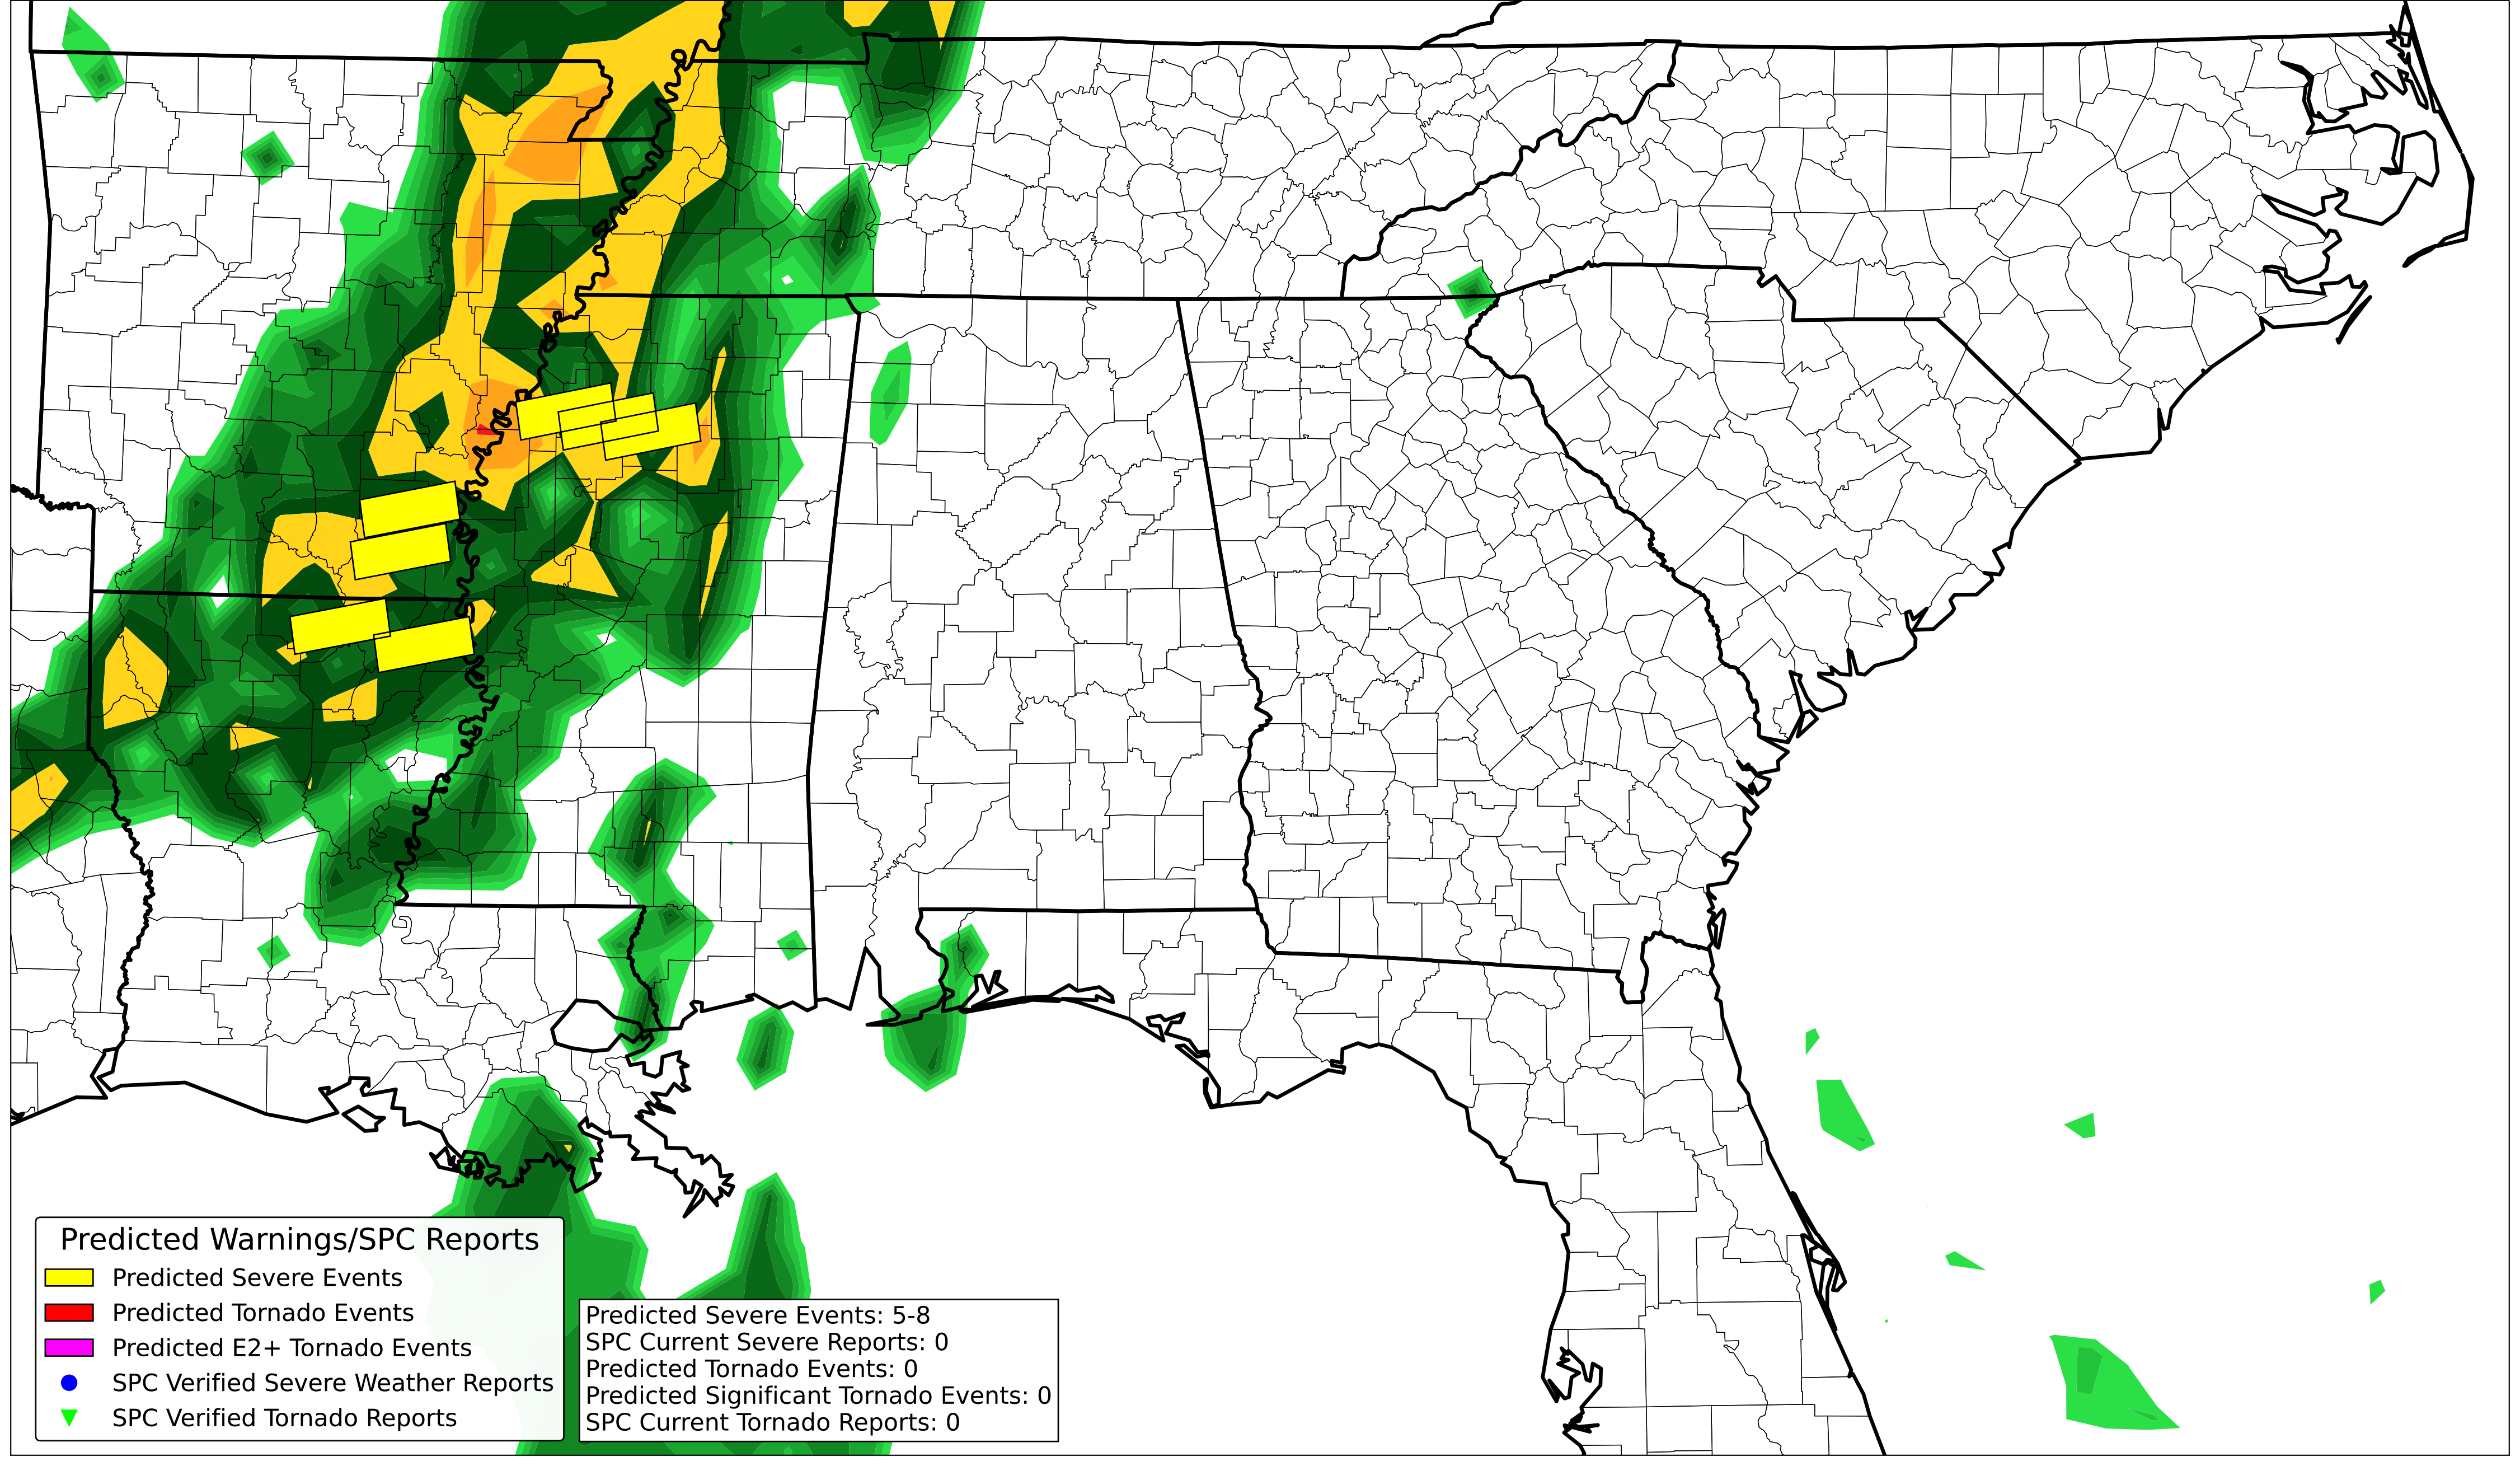 Predicted Warnings/SPC Reports
Predicted Severe Events
Predicted Tornado Events
Predicted E2+ Tornado Events
SPC Verified Severe Weather Reports
SPC Verified Tornado Reports
Predicted Severe Events: 5-8
SPC Current Severe Reports: 0
Predicted Tornado Events: 0
Predicted Significant Tornado Events: 0
SPC Current Tornado Reports: 0